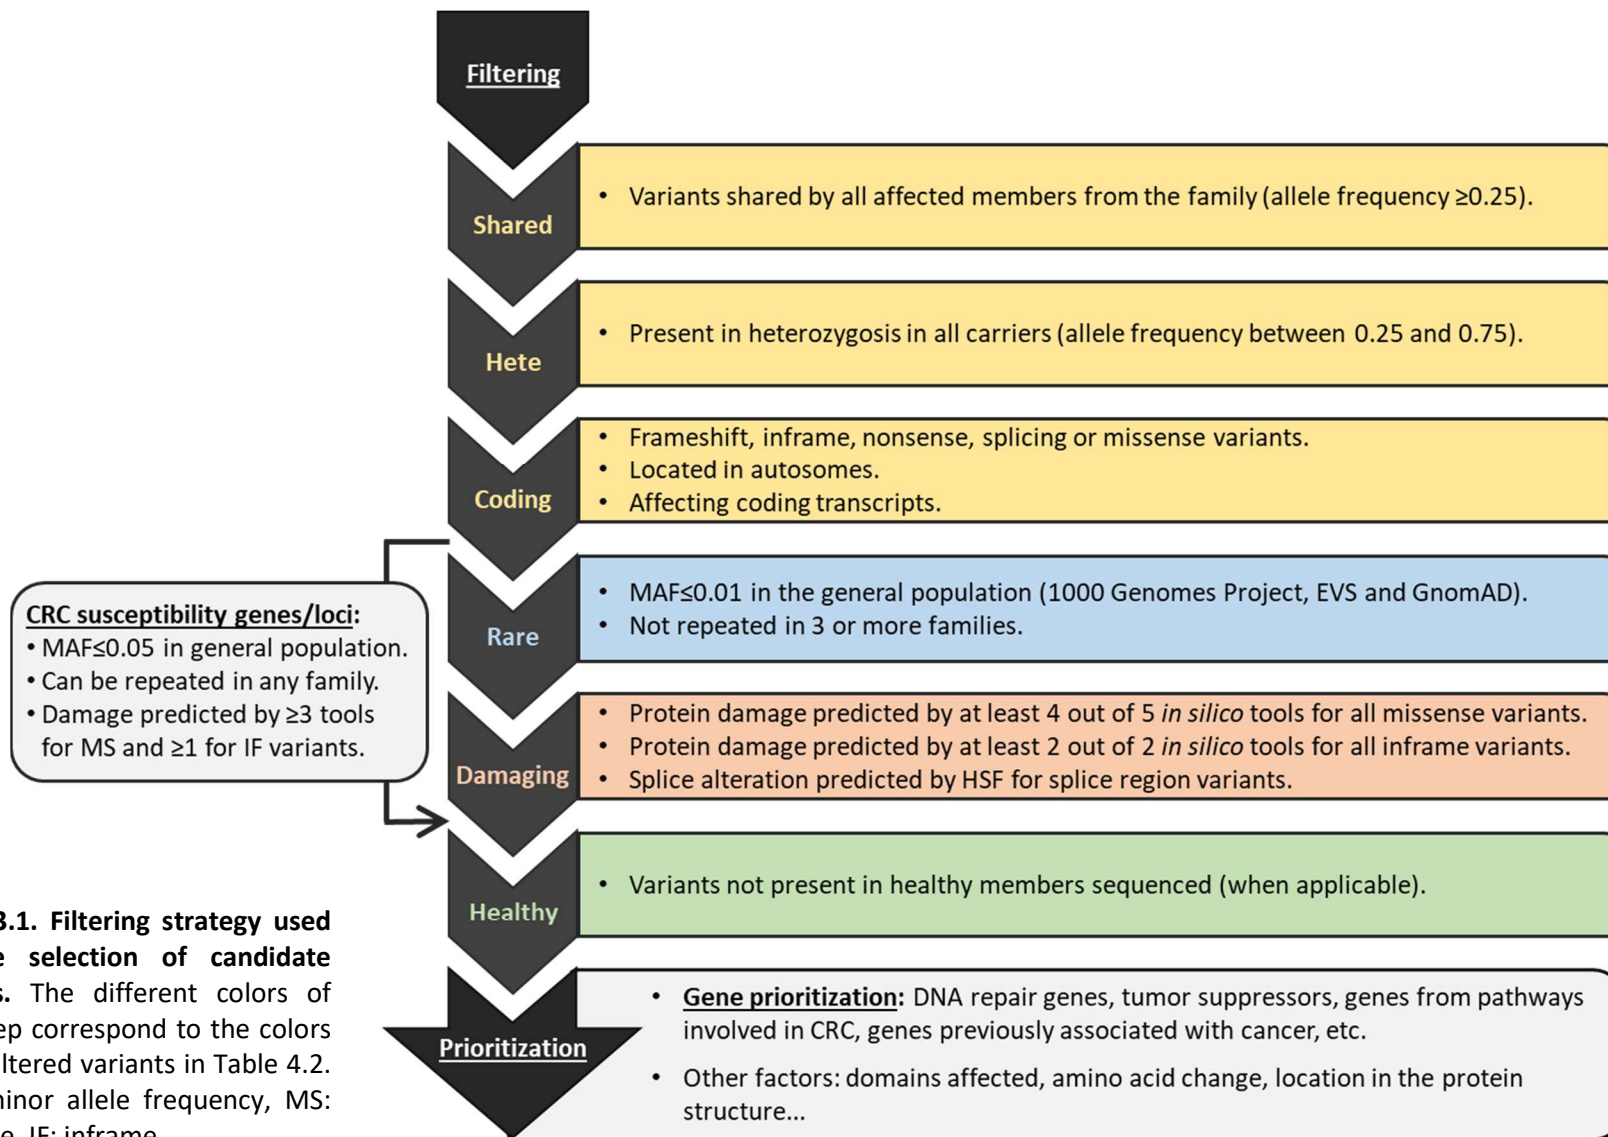 Filtering
Shared
• Variants shared by all affected members from the family (allele frequency ≥0.25).
Hete
• Present in heterozygosis in all carriers (allele frequency between 0.25 and 0.75).
Coding
• Frameshift, inframe, nonsense, splicing or missense variants.
• Located in autosomes.
• Affecting coding transcripts.
CRC susceptibility genes/loci:
• MAF≤0.05 in general population.
• Can be repeated in any family.
• Damage predicted by ≥3 tools
for MS and ≥1 for IF variants.
Rare
• MAF≤0.01 in the general population (1000 Genomes Project, EVS and GnomAD).
• Not repeated in 3 or more families.
Damaging
• Protein damage predicted by at least 4 out of 5 in silico tools for all missense variants.
• Protein damage predicted by at least 2 out of 2 in silico tools for all inframe variants.
• Splice alteration predicted by HSF for splice region variants.
Healthy
• Variants not present in healthy members sequenced (when applicable).
Prioritization
• Gene prioritization: DNA repair genes, tumor suppressors, genes from pathways
involved in CRC, genes previously associated with cancer, etc.
• Other factors: domains affected, amino acid change, location in the protein
structure...
3.1. Filtering strategy used
selection of candidate
The different colors of
correspond to the colors
variants in Table 4.2.
allele frequency, MS:
IF: inframe